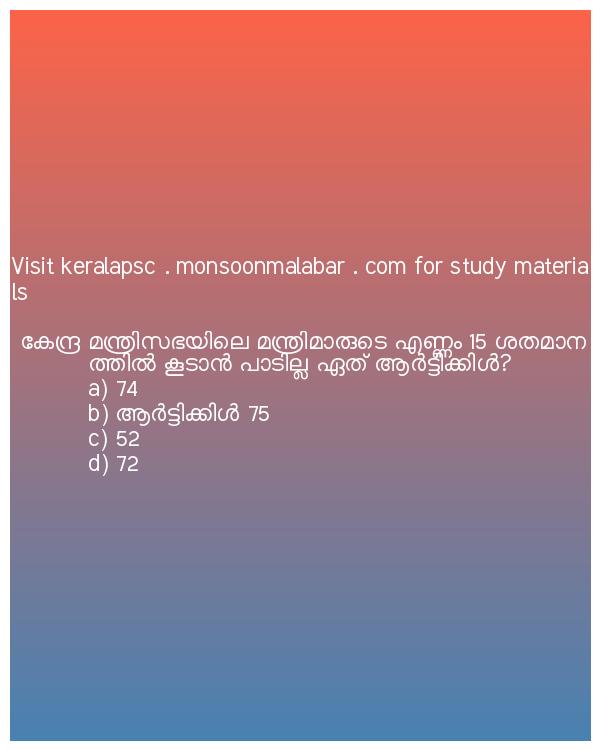 Visit keralapsc . monsoonmalabar . com for study materia
ls
കേന്ദ്ര മന്ത്രിസഭയിലെ മന്ത്രിമാരുടെ എണ്ണം 15 ശതമാന
ത്തിൽ കൂടാൻ പാടില്ല ഏത് ആർട്ടിക്കിൾ?
a) 74
b) ആർട്ടിക്കിൾ 75
c) 52
d) 72